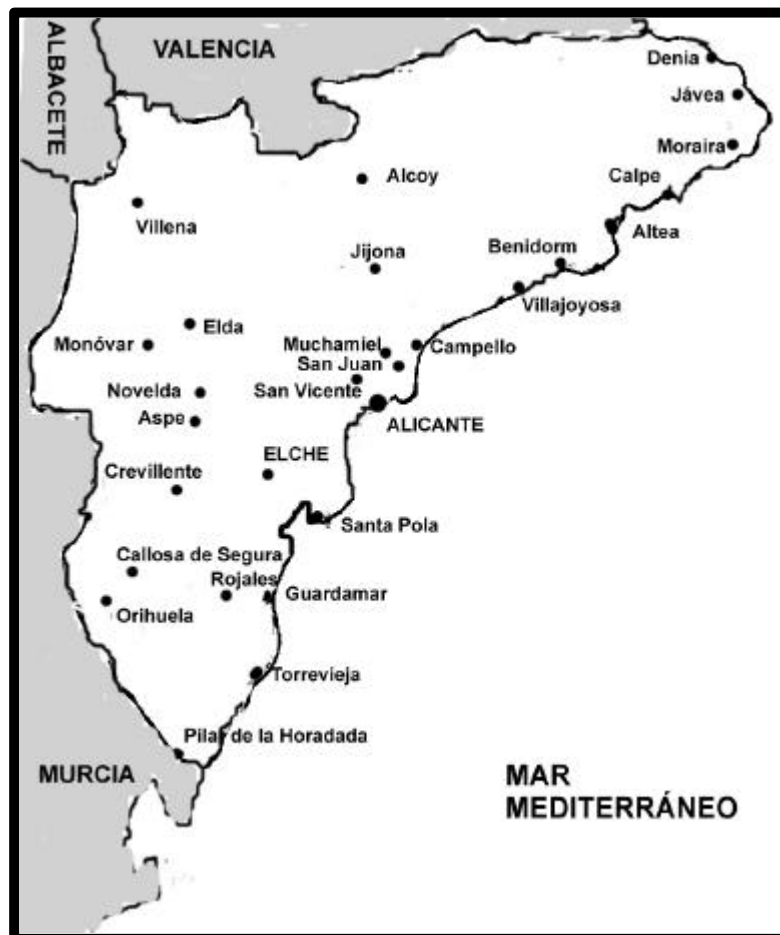 ALBACETE
VALENCIA
Denia
Jávea
Moraira
Alcoy
Calpe
Villena
Altea
Jijona
Benidorm
Villajoyosa
Elda
Monóvar
Muchamiel
Campello
San Juan
Novelda
San Vicente
Aspe
ALICANTE
ELCHE
Crevillente
Santa Pola
Callosa de Segura
Rojales
Guardamar
Orihuela
Torrevieja
Pilar de la Horadada
MURCIA
MAR
MEDITERRÁNEO